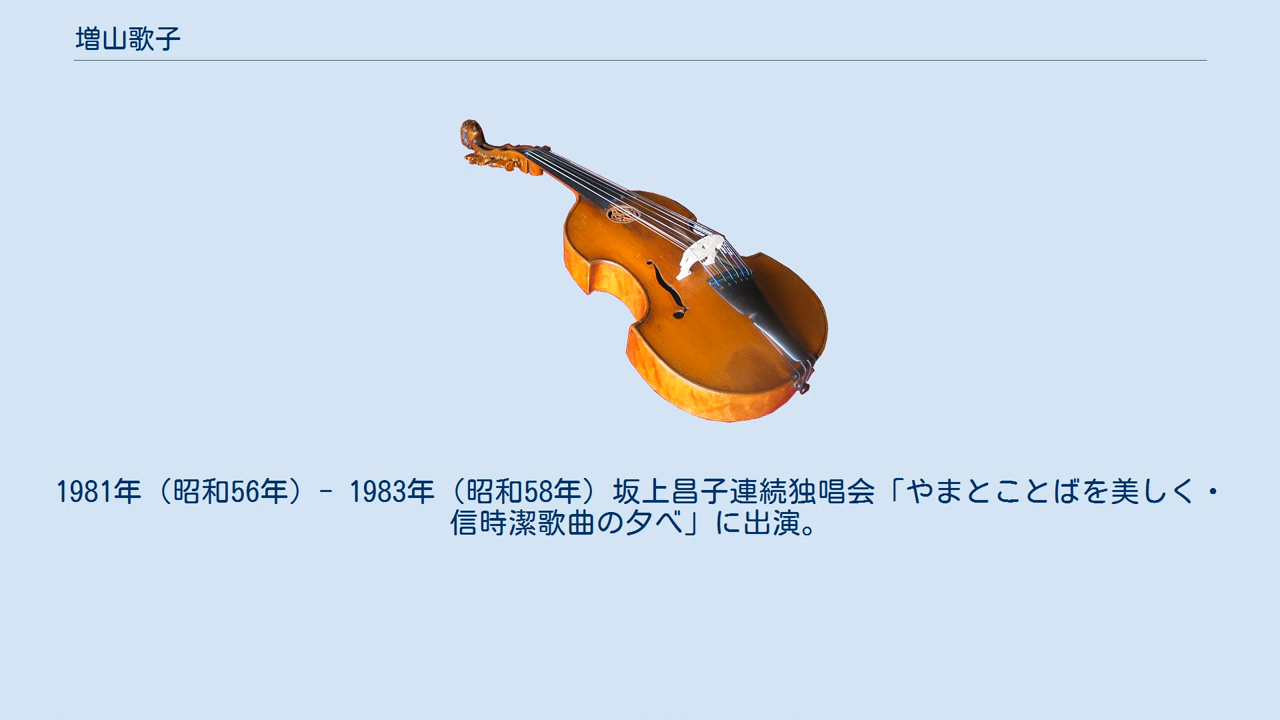 増山歌子
1981年（昭和56年）- 1983年（昭和58年）坂上昌子連続独唱会「やまとことばを美しく・
信時潔歌曲の夕べ」に出演。